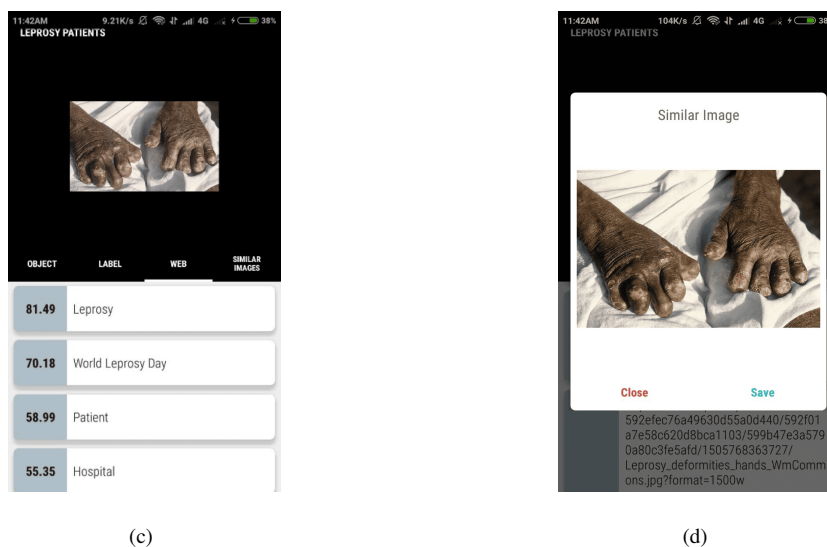 11:42AM 9.21K/s 4G 38%
LEPROSY PATIENTS
OBJECT LABEL WEB SIMILAR IMAGES
81.49 Leprosy
70.18 World Leprosy Day
58.99 Patient
55.35 Hospital
(c)
11:42AM 104K/s 4G 38
LEPROSY PATIENTS
Similar Image
Close Save
592efec76a49630d55a0d440/592f01
a7e58c620d8bca1103/599b47e3a579
0a80c3fe5afd/1505768363727/
Leprosy_deformities_hands_WmComm
ons.jpg?format=1500w
(d)